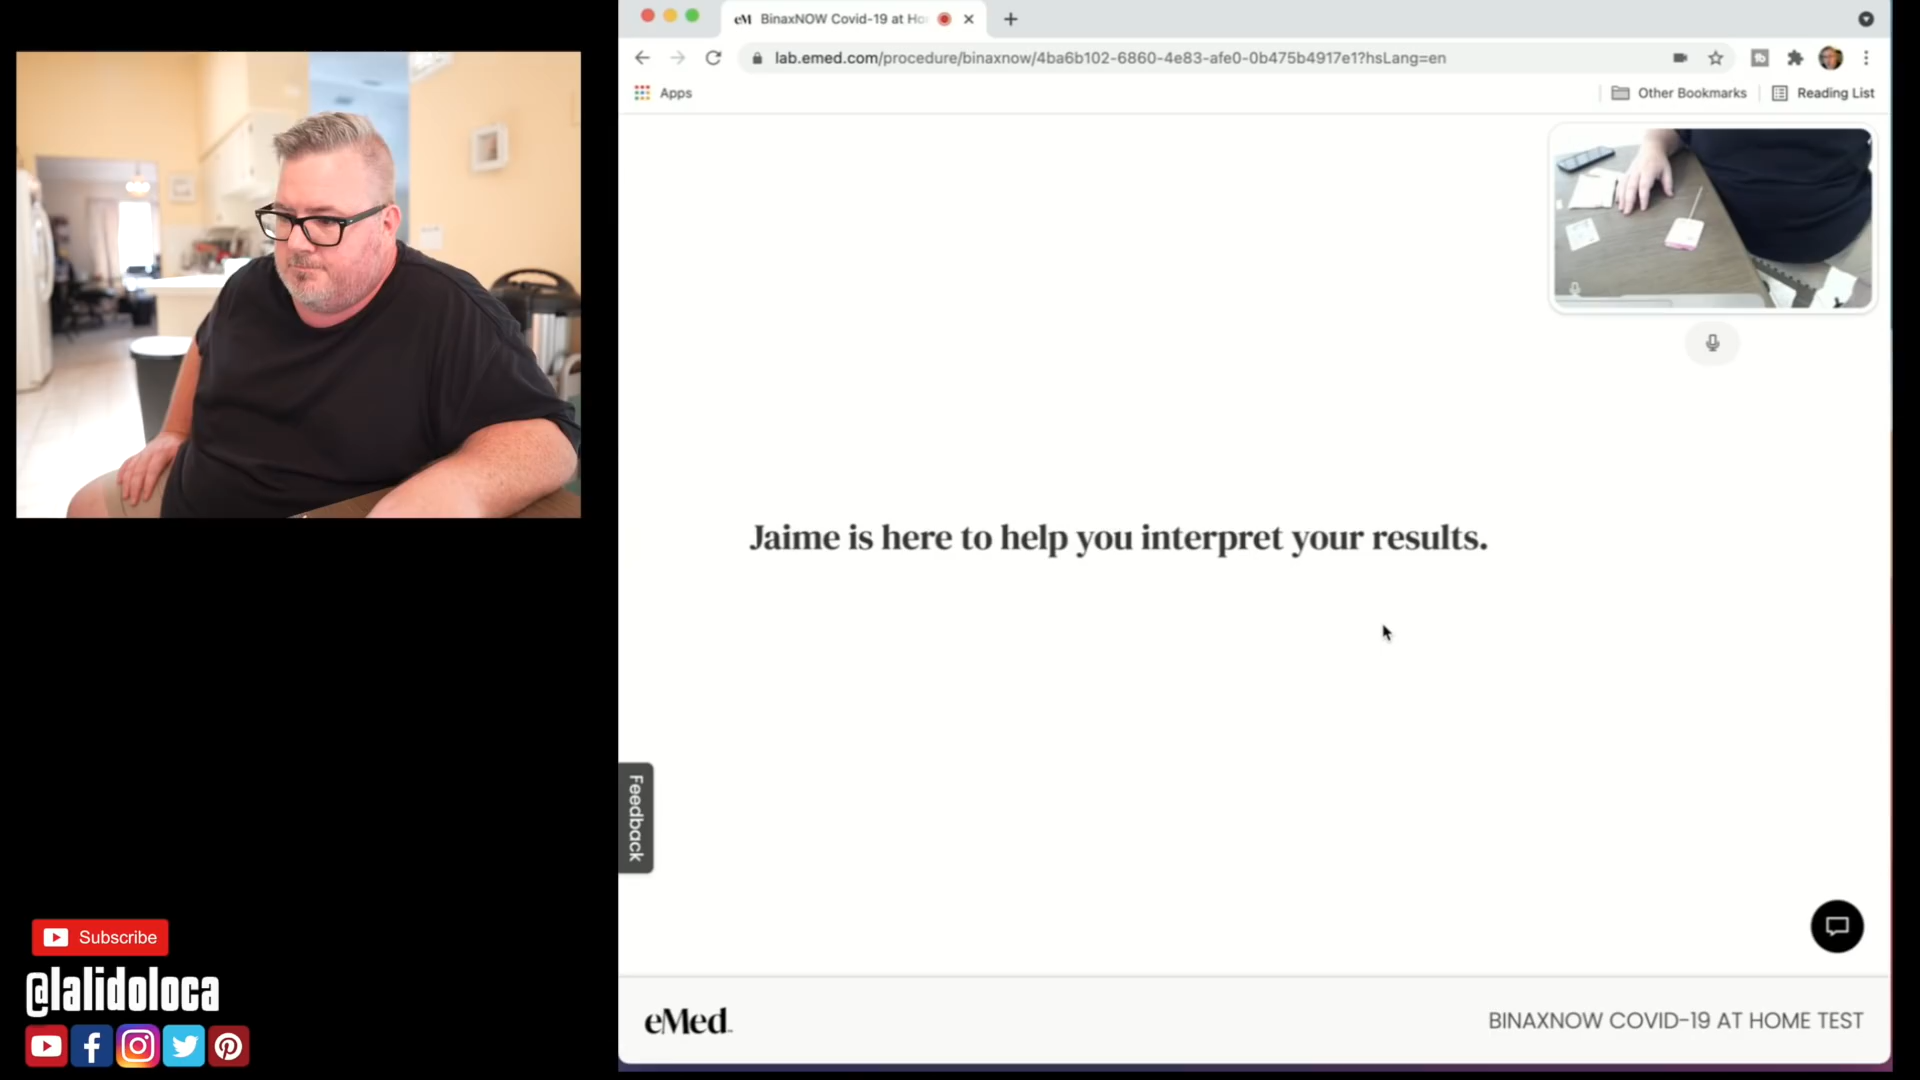 eM BinaxNOW Covid-19 at Ho
lab.emed.com/procedure/binaxnow/4ba6b102-6860-4e83-afe0-0b475b4917e1?hsLang=en
Apps
Other Bookmarks
Reading List
Jaime is here to help you interpret your results.
Feedback
Subscribe
@lalidoloca
eMed
BINAXNOW COVID-19 AT HOME TEST